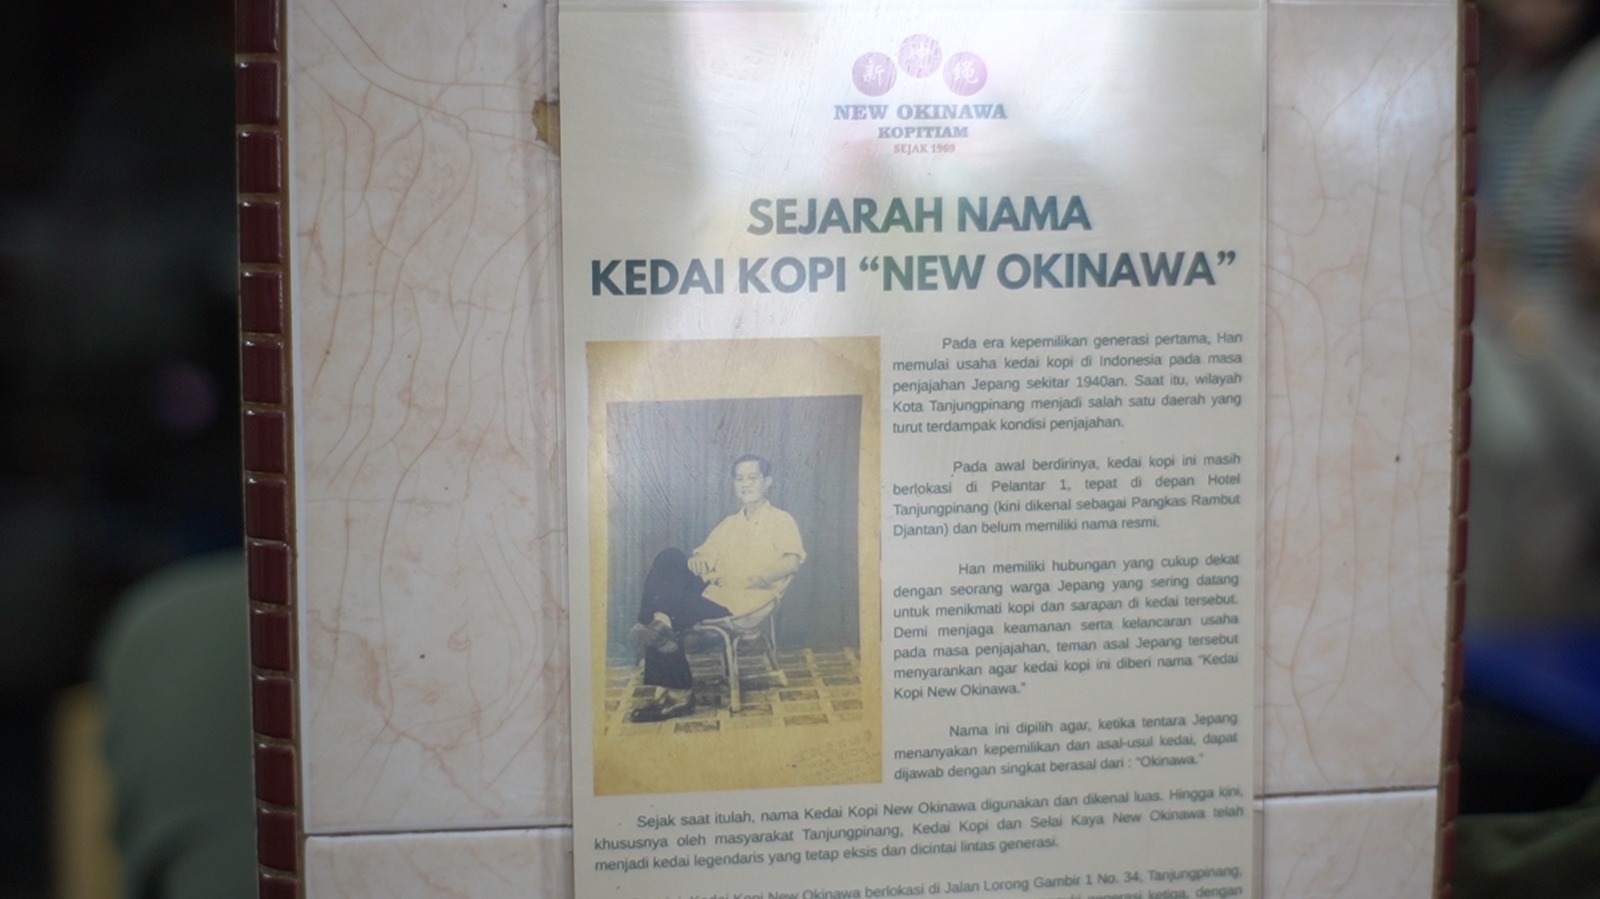 新 沖 绳
NEW OKINAWA
KOPITIAM
SEJAK 1969
SEJARAH NAMA
KEDAI KOPI “NEW OKINAWA”
Pada era kepemilikan generasi pertama, Han
memulai usaha kedai kopi di Indonesia pada masa
penjajahan Jepang sekitar 1940an. Saat itu, wilayah
Kota Tanjungpinang menjadi salah satu daerah yang
turut terdampak kondisi penjajahan.
Pada awal berdirinya, kedai kopi ini masih
berlokasi di Pelantar 1, tepat di depan Hotel
Tanjungpinang (kini dikenal sebagai Pangkas Rambut
Djantan) dan belum memiliki nama resmi.
Han memiliki hubungan yang cukup dekat
dengan seorang warga Jepang yang sering datang
untuk menikmati kopi dan sarapan di kedai tersebut.
Demi menjaga keamanan serta kelancaran usaha
pada masa penjajahan, teman asal Jepang tersebut
menyarankan agar kedai kopi ini diberi nama “Kedai
Kopi New Okinawa.”
Nama ini dipilih agar, ketika tentara Jepang
menanyakan kepemilikan dan asal-usul kedai, dapat
dijawab dengan singkat berasal dari : “Okinawa.”
Sejak saat itulah, nama Kedai Kopi New Okinawa digunakan dan dikenal luas. Hingga kini,
khususnya oleh masyarakat Tanjungpinang, Kedai Kopi dan Selai Kaya New Okinawa telah
menjadi kedai legendaris yang tetap eksis dan dicintai lintas generasi.
Kedai Kopi New Okinawa berlokasi di Jalan Lorong Gambir 1 No. 34, Tanjungpinang,
generasi ketiga, dengan